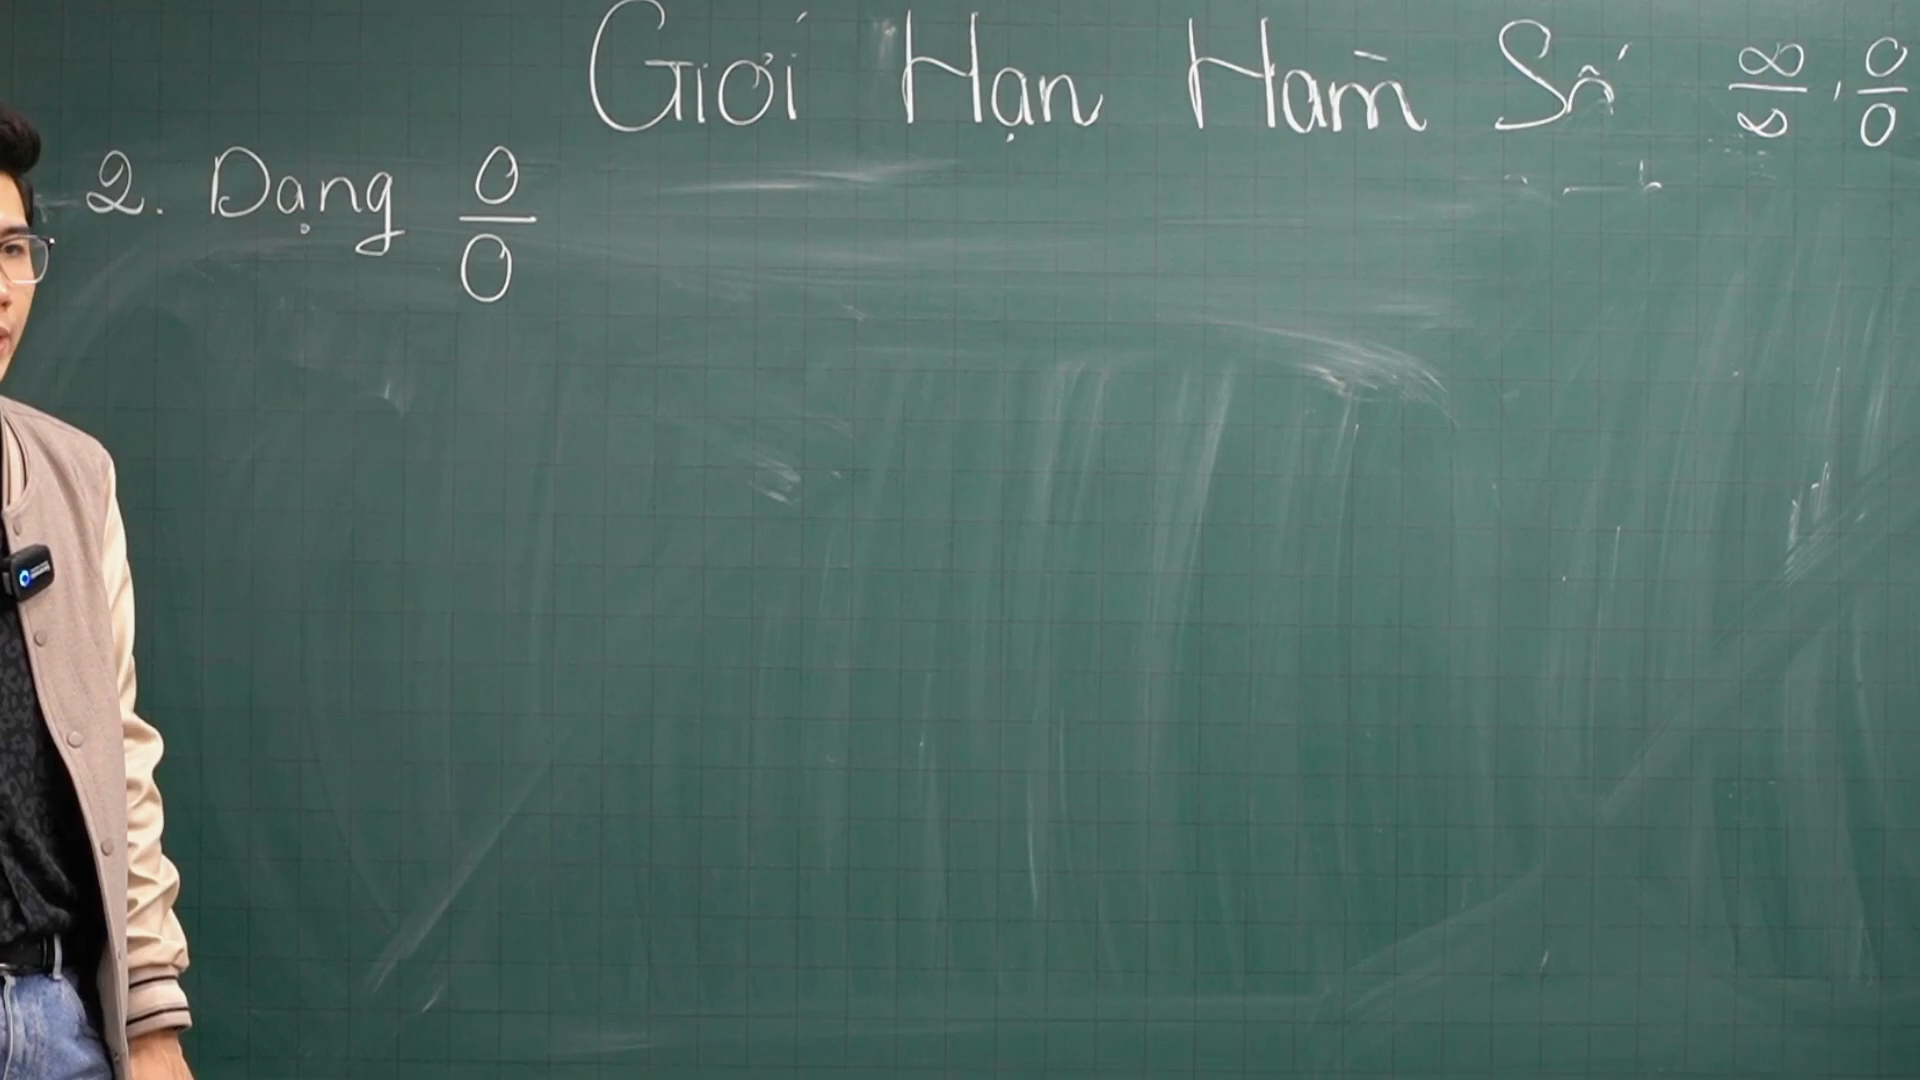 Giới Hạn Hàm Số ∞/∞, 0/0
2. Dạng 0/0